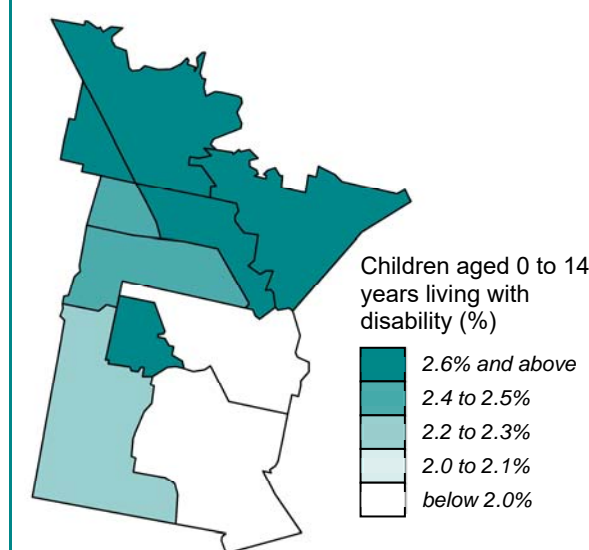 Children aged 0 to 14
years living with
disability (%)
2.6% and above
2.4 to 2.5%
2.2 to 2.3%
2.0 to 2.1%
below 2.0%